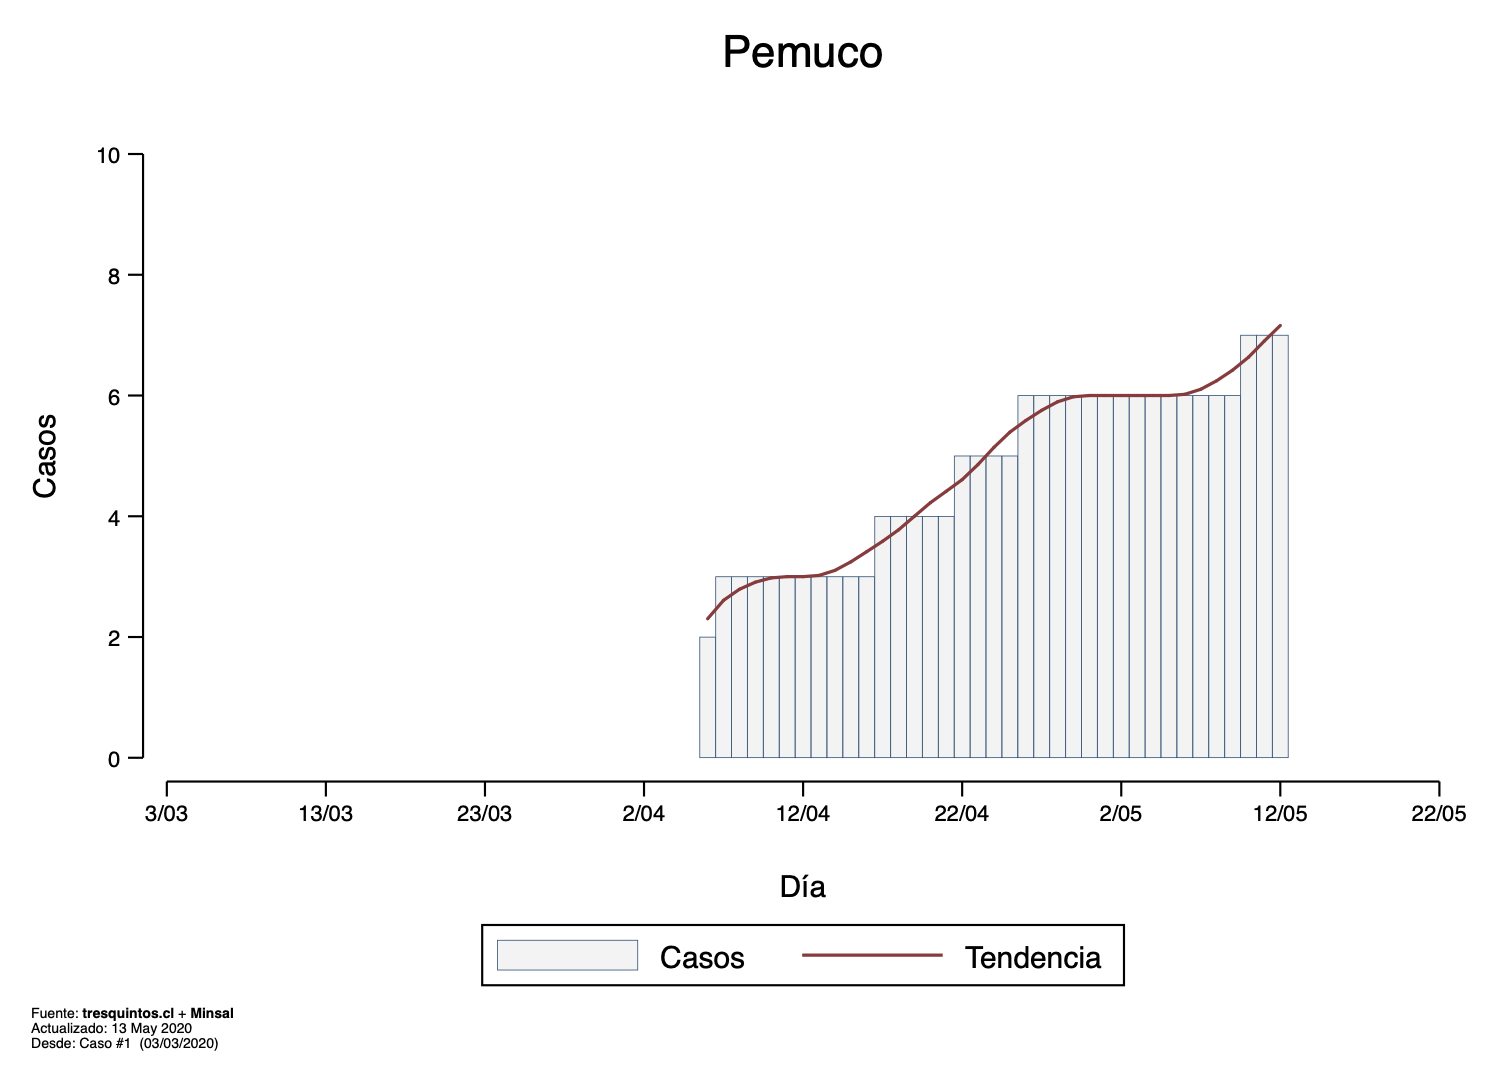 Pemuco
10
8
6
4
2
0
Casos
3/03 13/03 23/03 2/04 12/04 22/04 2/05 12/05 22/05
Día
Casos Tendencia
Fuente: tresquintos.cl + Minsal
Actualizado: 13 May 2020
Desde: Caso #1 (03/03/2020)